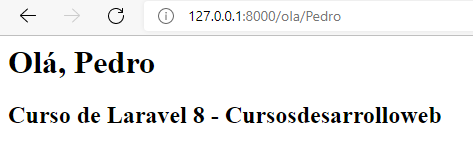 127.0.0.1:8000/ola/Pedro
Olá, Pedro
Curso de Laravel 8 - Cursosdesarrolloweb